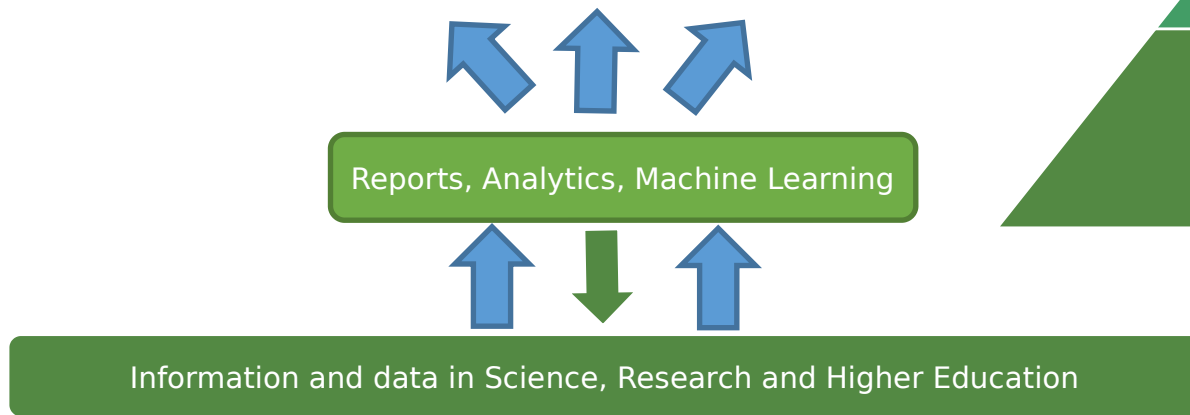 Reports, Analytics, Machine Learning
Information and data in Science, Research and Higher Education